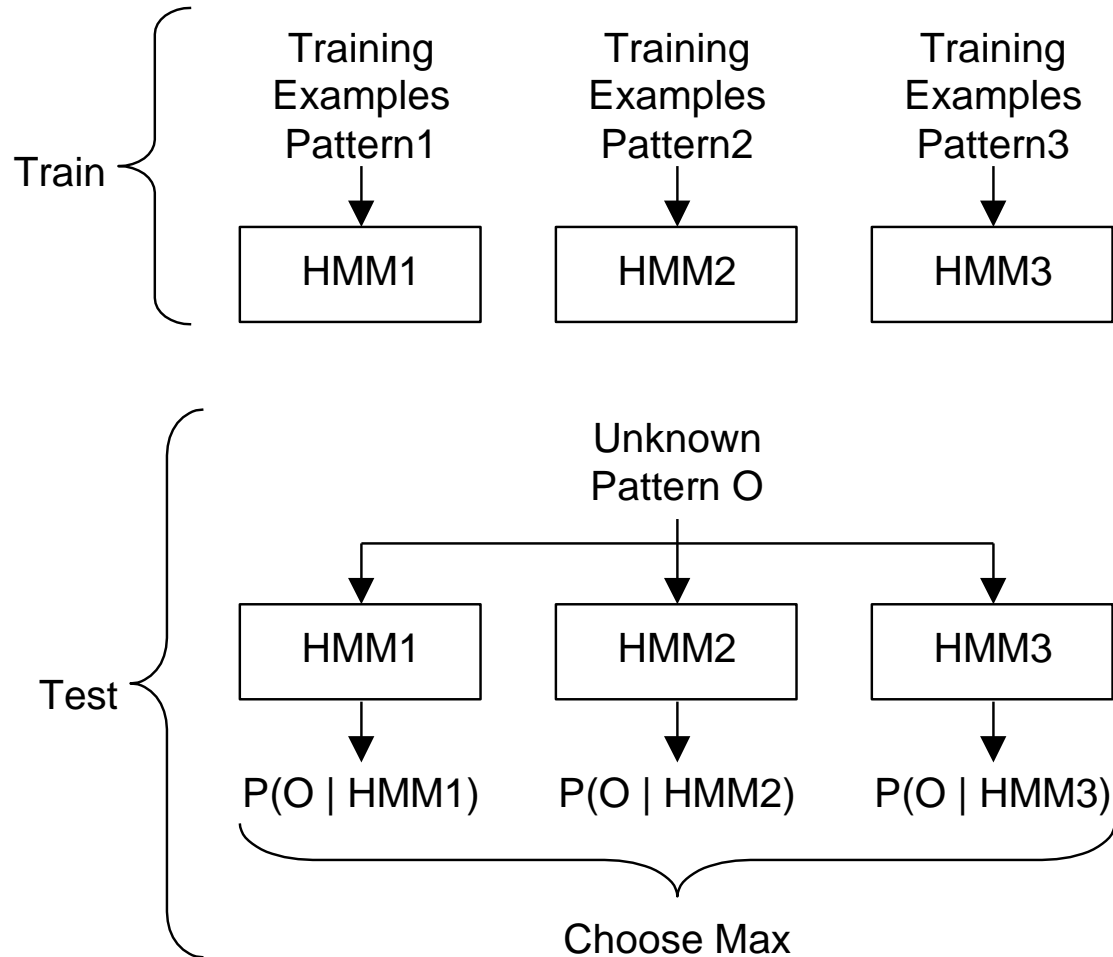 Training
Examples
Pattern1
Training
Examples
Pattern2
Training
Examples
Pattern3
Train
HMM1
HMM2
HMM3
Unknown
Pattern O
HMM1
HMM2
HMM3
Test
P(O | HMM1)
P(O | HMM2)
P(O | HMM3)
Choose Max